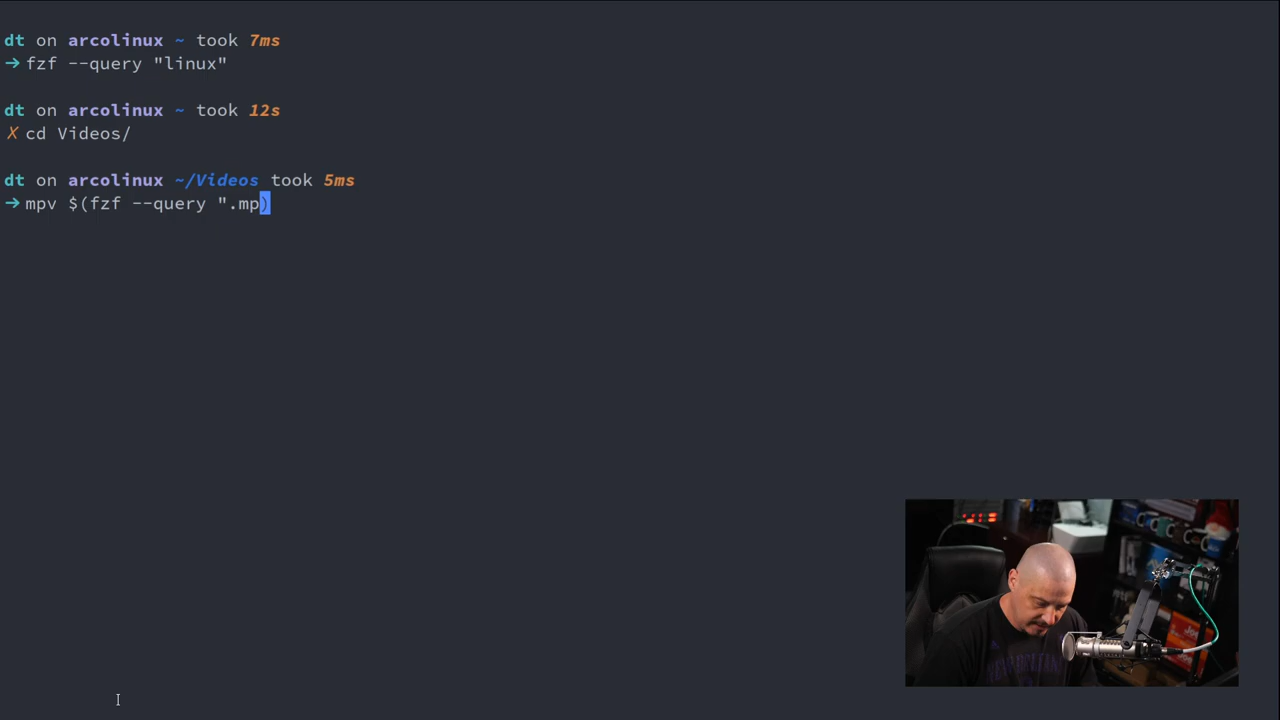 dt on arcolinux ~ took 7ms
→ fzf --query "linux"
dt on arcolinux ~ took 12s
✗ cd Videos/
dt on arcolinux ~/Videos took 5ms
→ mpv $(fzf --query ".mp)